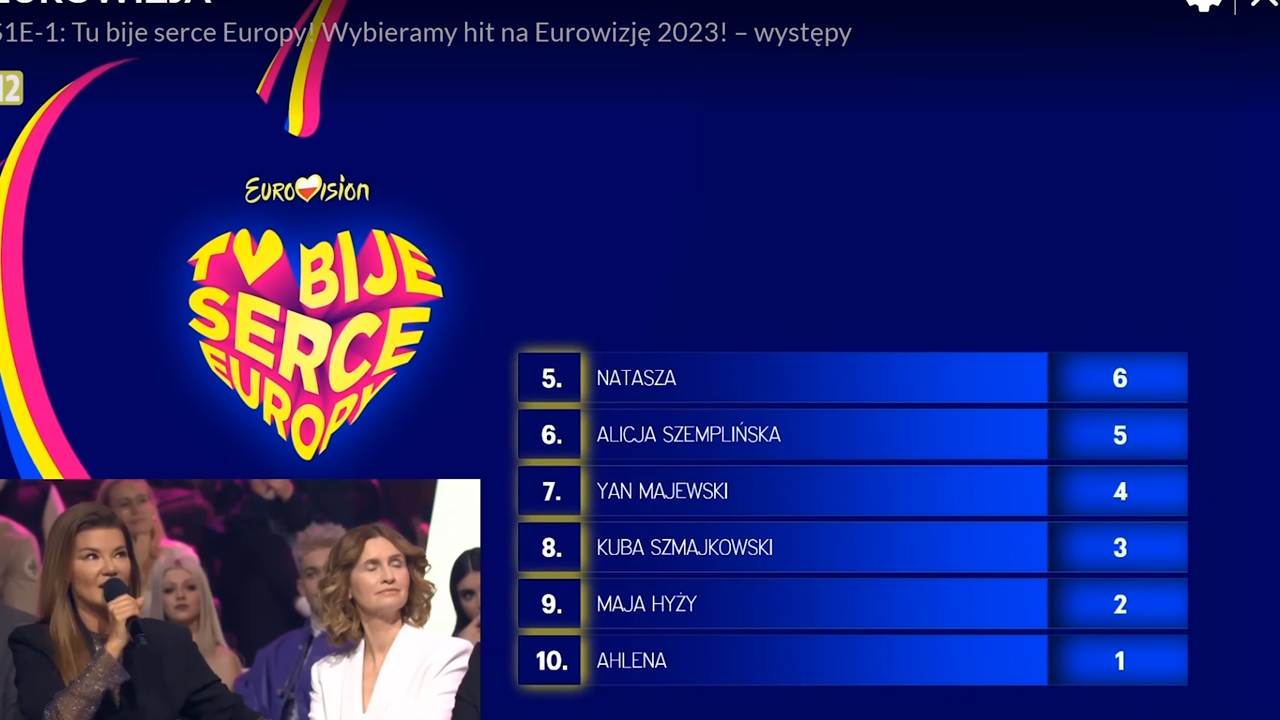 S1E-1: Tu bije serce Europy! Wybieramy hit na Eurowizję 2023! – występy
12
EUROVISION
TU BIJE
SERCE
EUROPY
5. NATASZA 6
6. ALICJA SZEMPLIŃSKA 5
7. YAN MAJEWSKI 4
8. KUBA SZMAJKOWSKI 3
9. MAJA HYŻY 2
10. AHLENA 1